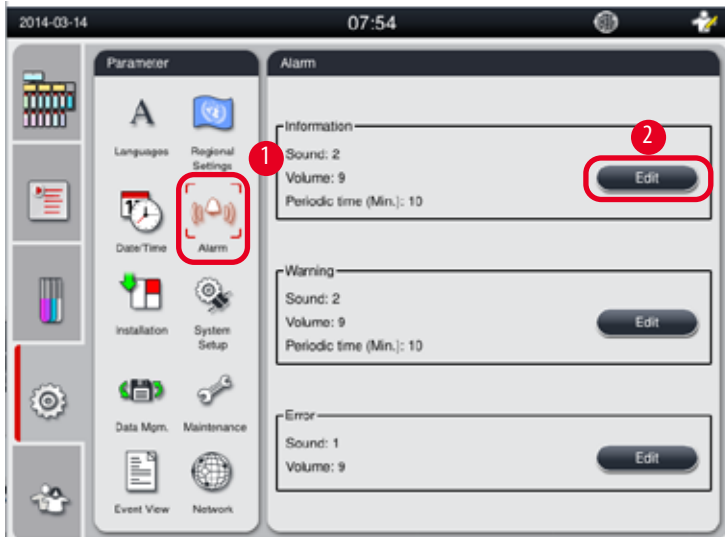 2014-03-14 07:54
Parameter
Languages Regional Settings
Date/Time Alarm
Installation System Setup
Data Mgm. Maintenance
Event View Network
Alarm
Information
Sound: 2
Volume: 9
Periodic time (Min.): 10
Edit
Warning
Sound: 2
Volume: 9
Periodic time (Min.): 10
Edit
Error
Sound: 1
Volume: 9
Edit
1
2